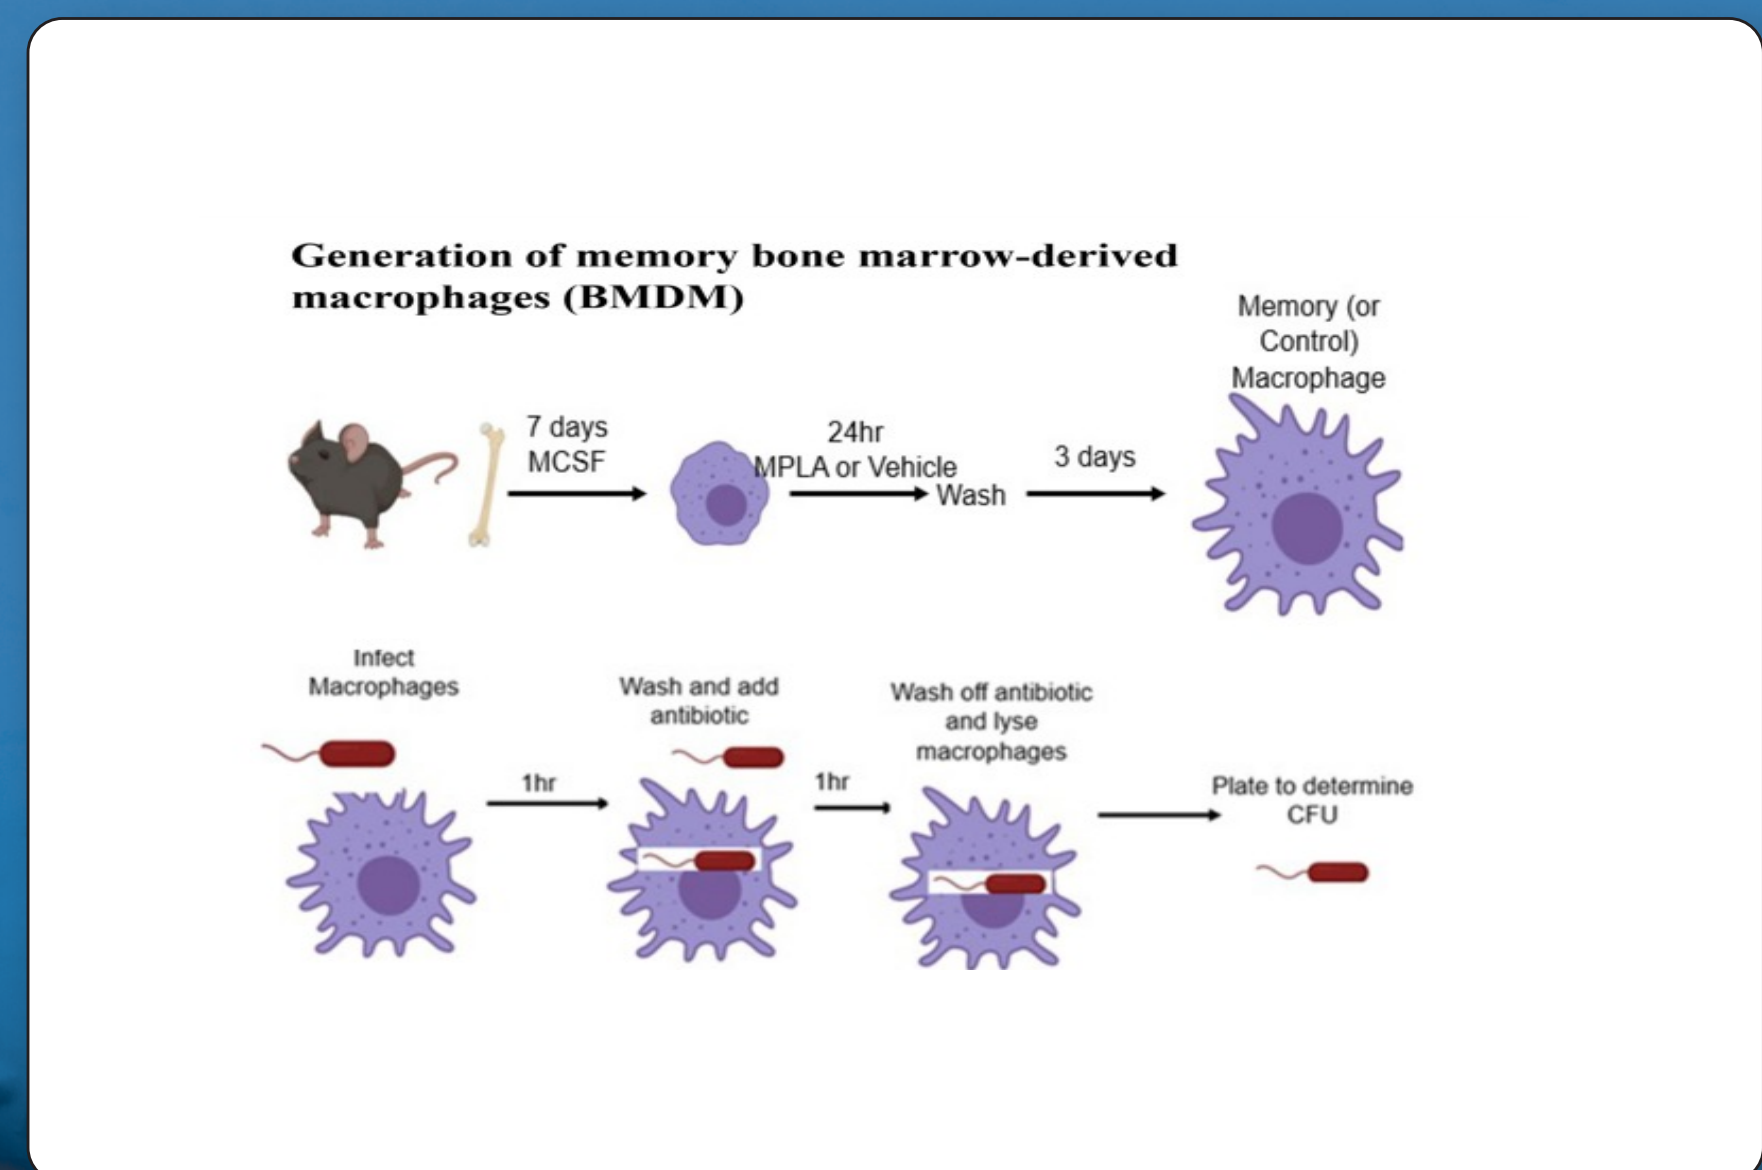 Generation of memory bone marrow-derived
macrophages (BMDM)
Memory (or
Control)
Macrophage
7 days
MCSF
24hr
MPLA or Vehicle
Wash
3 days
Infect
Macrophages
1hr
Wash and add
antibiotic
1hr
Wash off antibiotic
and lyse
macrophages
Plate to determine
CFU